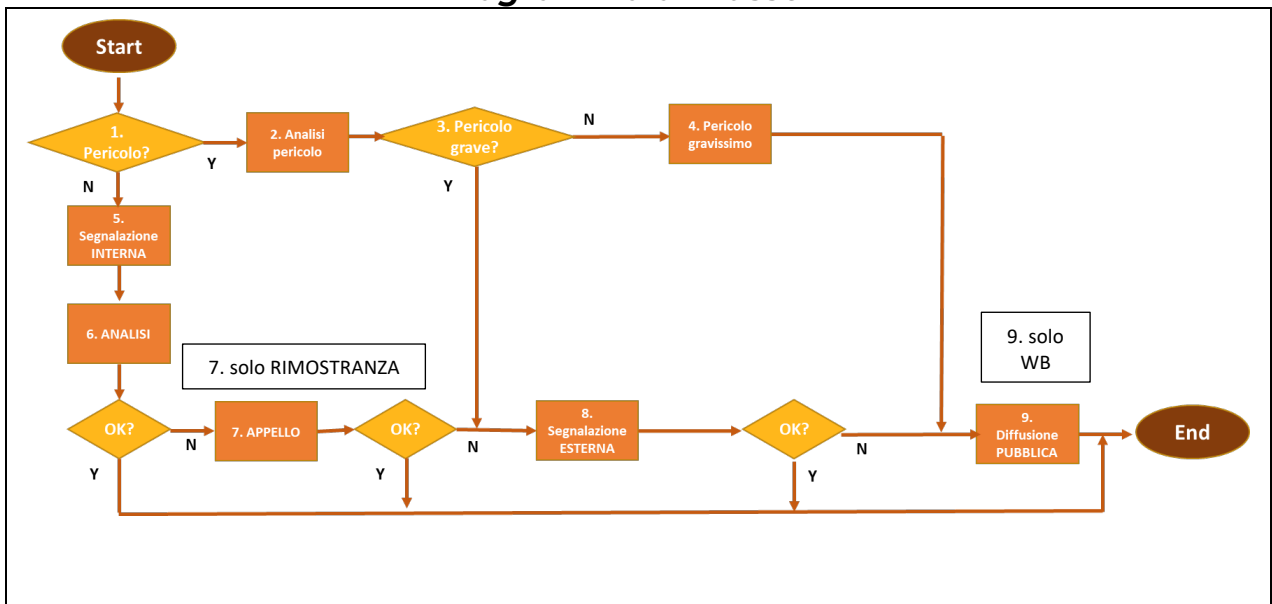 Start
1.
Pericolo?
Y
N
2. Analisi
pericolo
3. Pericolo
grave?
N
Y
4. Pericolo
gravissimo
5.
Segnalazione
INTERNA
6. ANALISI
7. solo RIMOSTRANZA
9. solo
WB
OK?
N
Y
7. APPELLO
OK?
N
Y
8.
Segnalazione
ESTERNA
OK?
N
Y
9.
Diffusione
PUBBLICA
End